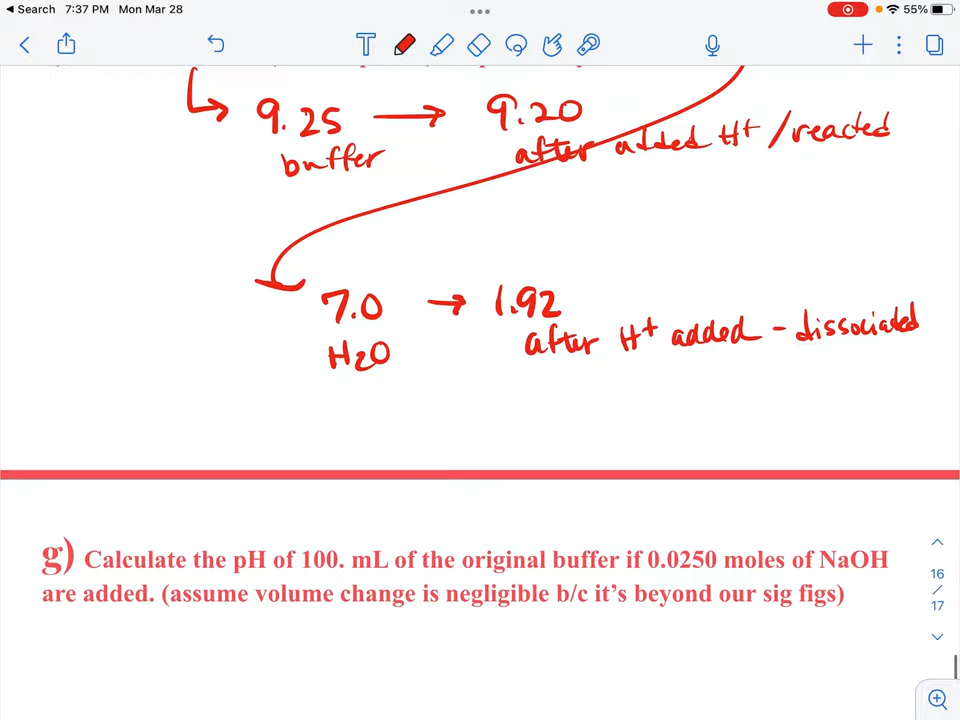 Search 7:37 PM Mon Mar 28 55%
9.25 → 9.20
buffer after added H+ / reacted
7.0 → 1.92
H2O after H+ added - dissociated
g) Calculate the pH of 100. mL of the original buffer if 0.0250 moles of NaOH
are added. (assume volume change is negligible b/c it's beyond our sig figs)
16
/
17